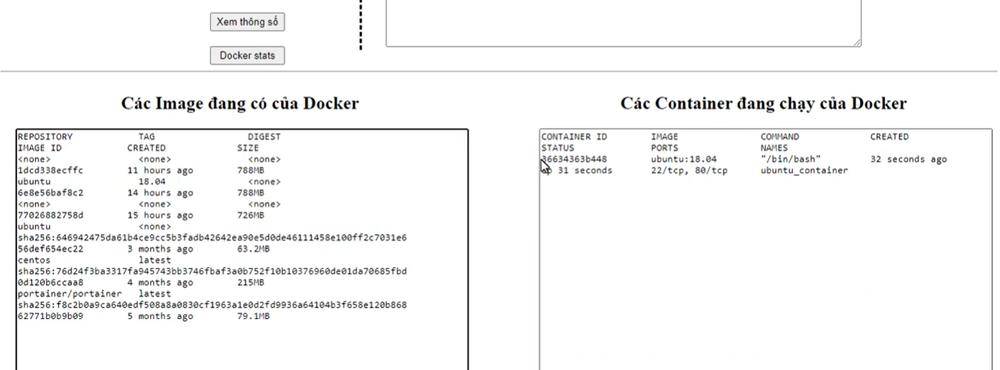 Xem thông số
Docker stats
Các Image đang có của Docker
REPOSITORY TAG DIGEST
IMAGE ID CREATED SIZE
<none> <none> <none>
1dcd338ecffc 11 hours ago 788MB
ubuntu 18.04 <none>
6e8e56baf8c2 14 hours ago 788MB
<none> <none> <none>
77026882758d 15 hours ago 726MB
ubuntu <none>
sha256:646942475da61b4ce9cc5b3fadb42642ea90e5d0de46111458e100ff2c7031e6
56def654ec22 3 months ago 63.2MB
centos latest
sha256:76d24f3ba3317fa945743bb3746fbaf3a0b752f10b10376960de01da70685fbd
0d120b6ccaa8 4 months ago 215MB
portainer/portainer latest
sha256:f8c2b0a9ca640edf508a8a0830cf1963a1e0d2fd9936a64104b3f658e120b868
62771b0b9b09 5 months ago 79.1MB
Các Container đang chạy của Docker
CONTAINER ID IMAGE COMMAND CREATED
STATUS PORTS NAMES
36634363b448 ubuntu:18.04 "/bin/bash" 32 seconds ago
31 seconds 22/tcp, 80/tcp ubuntu_container